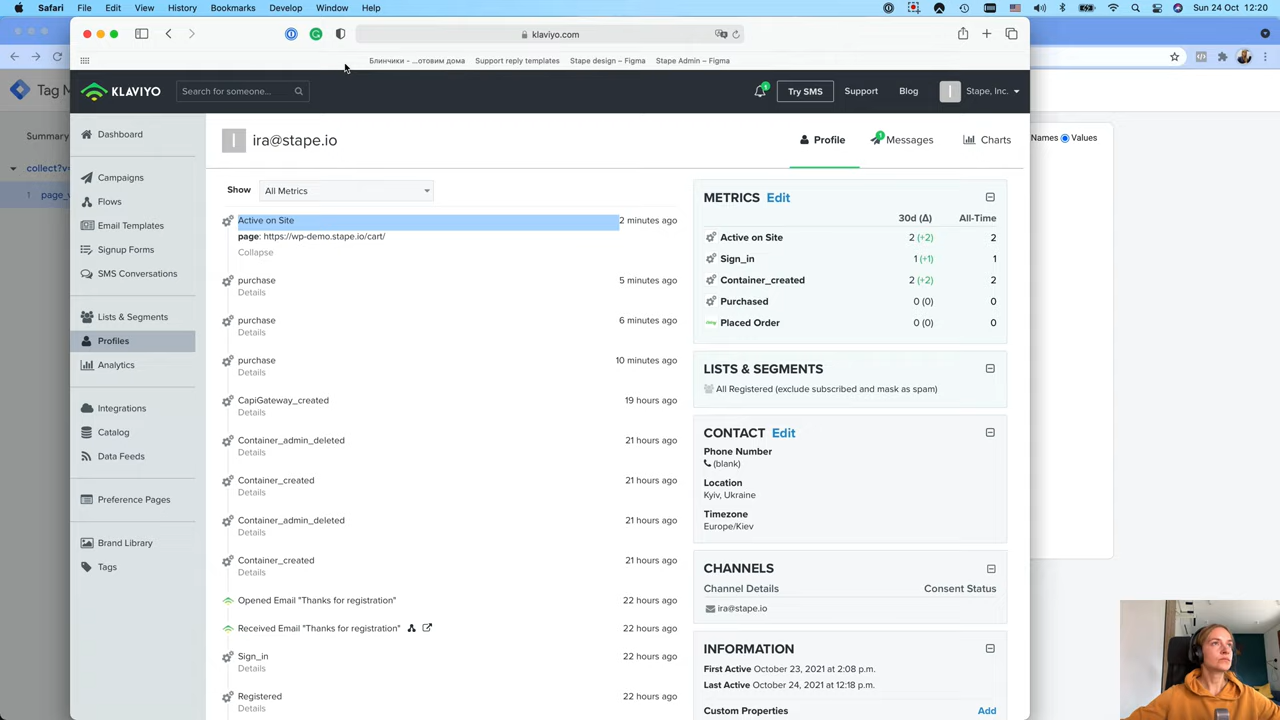 Safari File Edit View History Bookmarks Develop Window Help Sun 24 Oct 12:20
klaviyo.com
Блинчики - ...отовим дома Support reply templates Stape design – Figma Stape Admin – Figma
Tag M
KLAVIYO Search for someone... 1 Try SMS Support Blog I Stape, Inc.
Summary
collect?v
1 page_v
Names Values
Dashboard
Campaigns
Flows
Email Templates
Signup Forms
SMS Conversations
Lists & Segments
Profiles
Analytics
Integrations
Catalog
Data Feeds
Preference Pages
Brand Library
Tags
I ira@stape.io
Profile 1 Messages Charts
Show All Metrics
Active on Site 2 minutes ago
page: https://wp-demo.stape.io/cart/
Collapse
purchase 5 minutes ago
Details
purchase 6 minutes ago
Details
purchase 10 minutes ago
Details
CapiGateway_created 19 hours ago
Details
Container_admin_deleted 21 hours ago
Details
Container_created 21 hours ago
Details
Container_admin_deleted 21 hours ago
Details
Container_created 21 hours ago
Details
Opened Email "Thanks for registration" 22 hours ago
Received Email "Thanks for registration" 22 hours ago
Sign_in 22 hours ago
Details
Registered 22 hours ago
Details
METRICS Edit
30d (Δ) All-Time
Active on Site 2 (+2) 2
Sign_in 1 (+1) 1
Container_created 2 (+2) 2
Purchased 0 (0) 0
Placed Order 0 (0) 0
LISTS & SEGMENTS
All Registered (exclude subscribed and mask as spam)
CONTACT Edit
Phone Number
(blank)
Location
Kyiv, Ukraine
Timezone
Europe/Kiev
CHANNELS
Channel Details Consent Status
ira@stape.io
INFORMATION
First Active October 23, 2021 at 2:08 p.m.
Last Active October 24, 2021 at 12:18 p.m.
Custom Properties Add